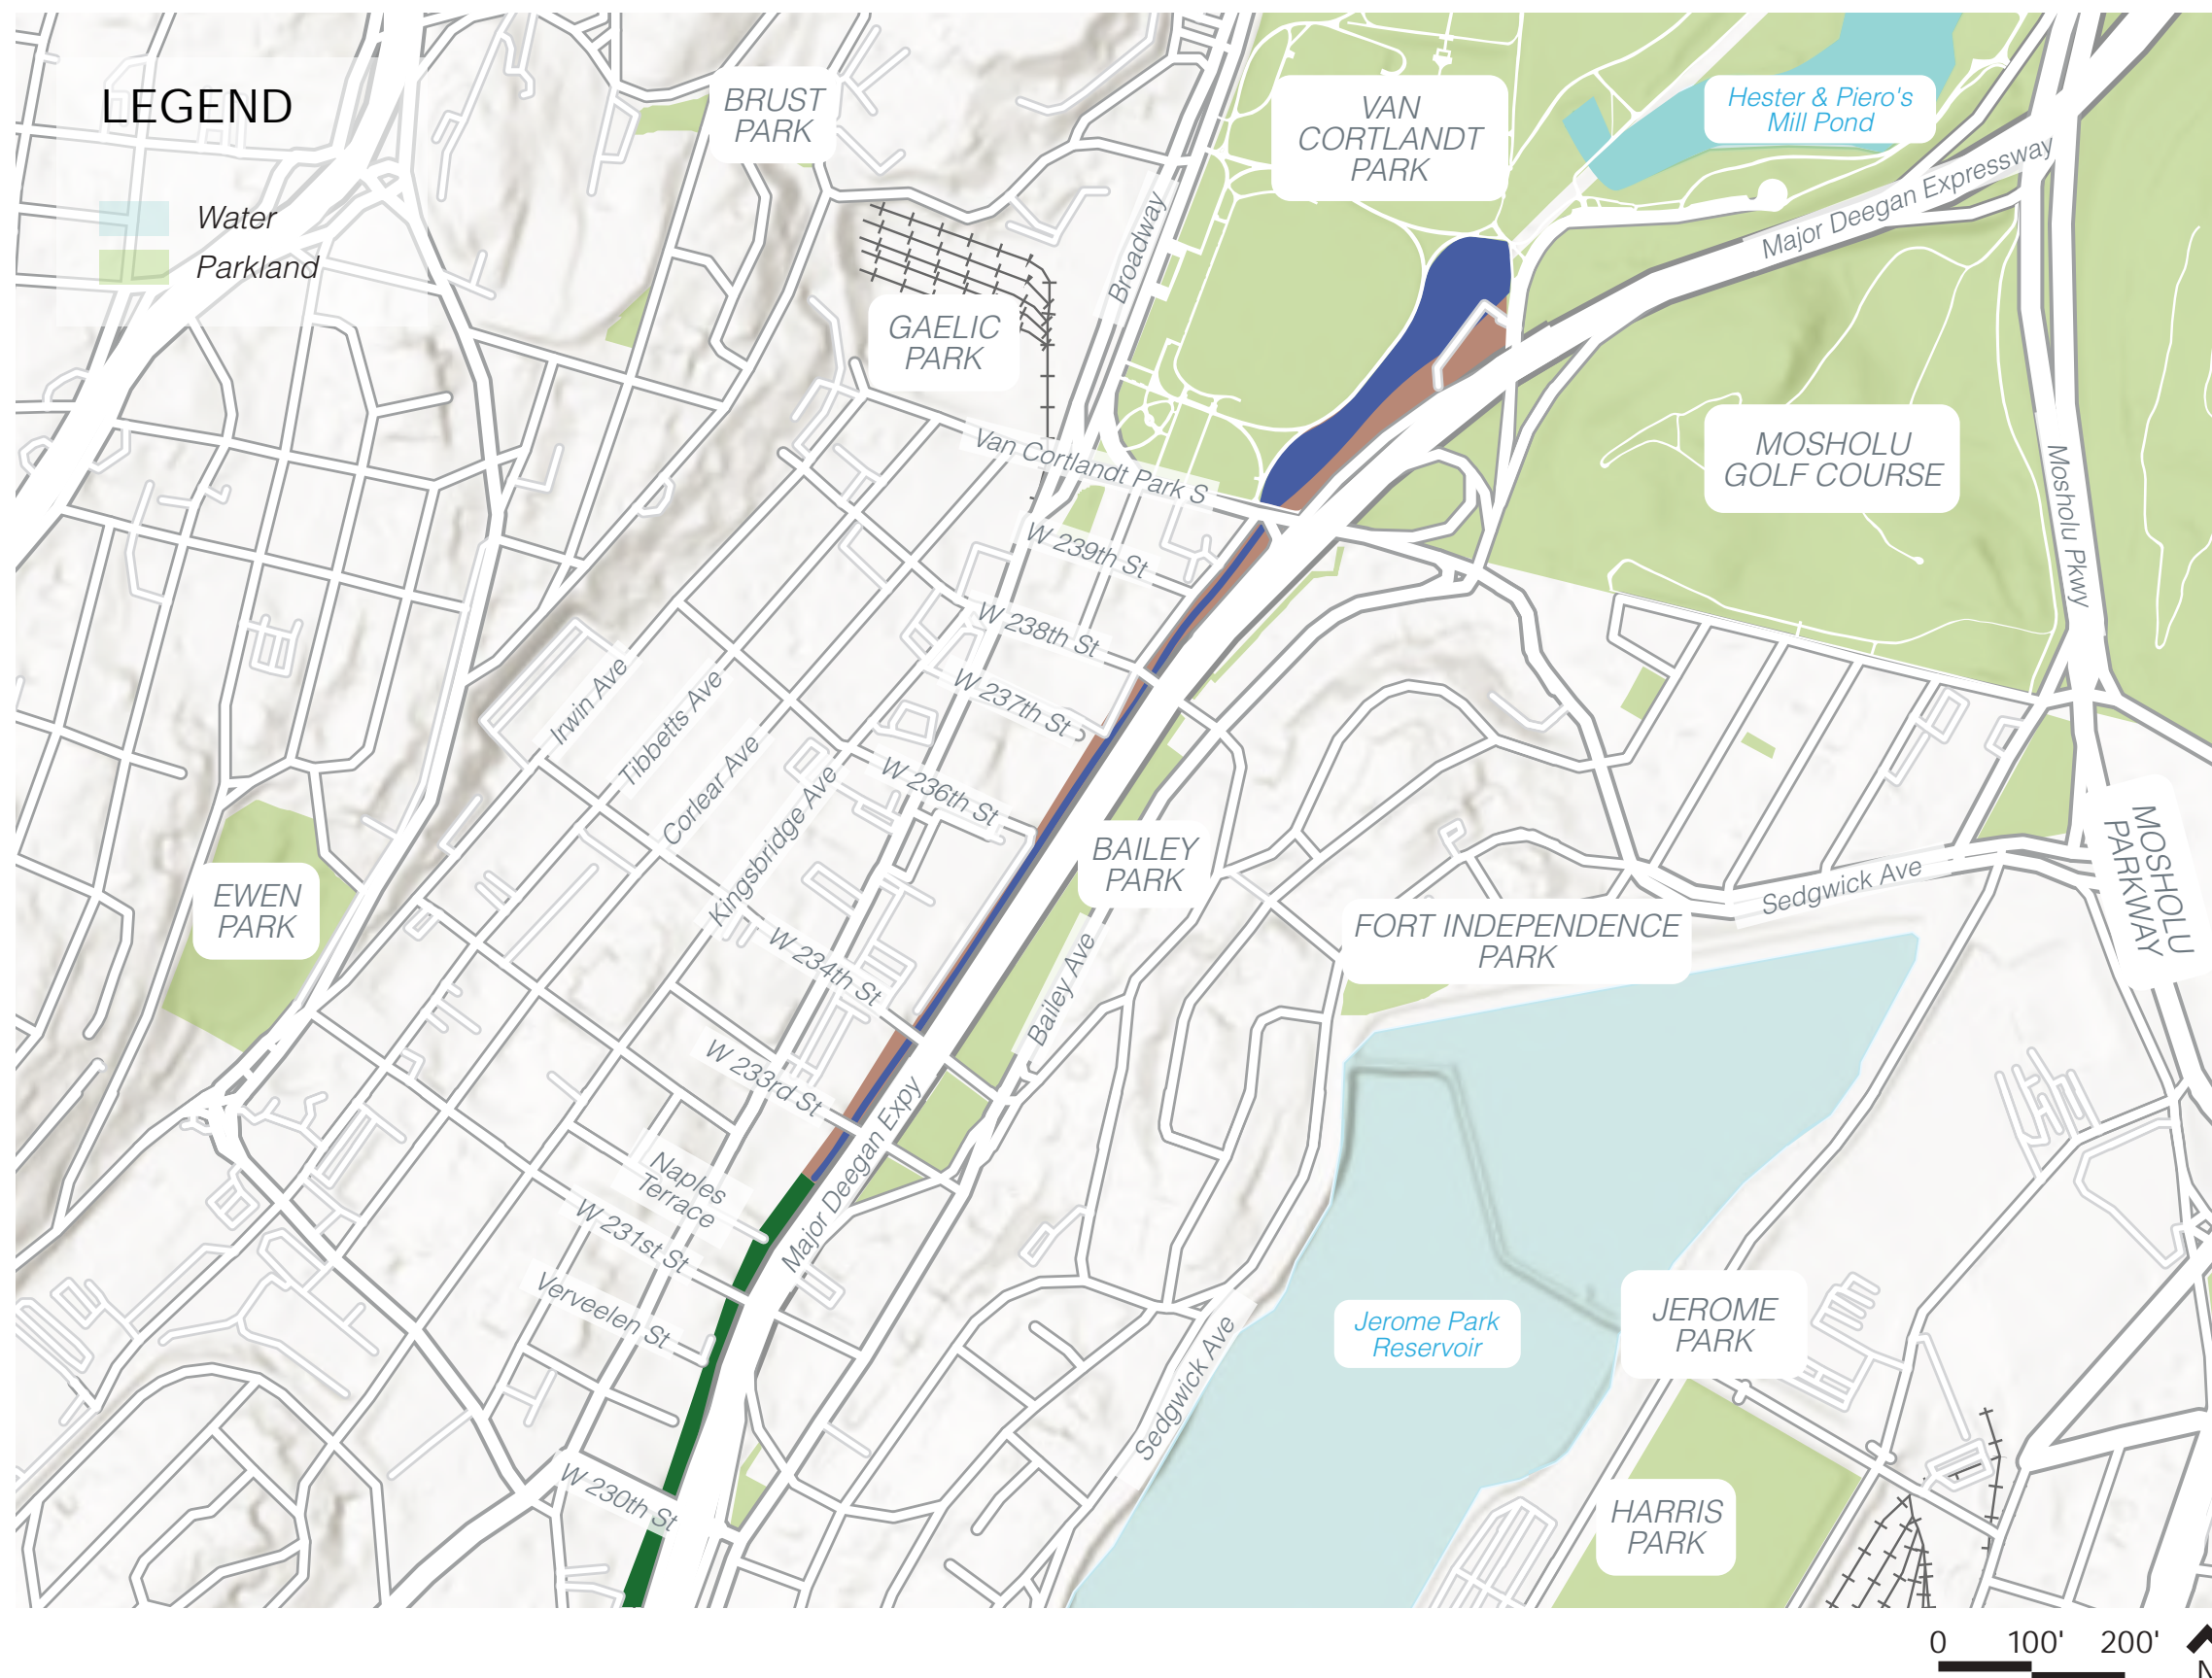 LEGEND
Water
Parkland
BRUST
PARK
VAN
CORTLANDT
PARK
Hester & Piero's
Mill Pond
Major Deegan Expressway
Broadway
GAELIC
PARK
MOSHOLU
GOLF COURSE
Mosholu Pkwy
Van Cortlandt Park S
W 239th St
W 238th St
W 237th St
W 236th St
Irwin Ave
Tibbetts Ave
Corlear Ave
Kingsbridge Ave
BAILEY
PARK
MOSHOLU
PARKWAY
Sedgwick Ave
EWEN
PARK
FORT INDEPENDENCE
PARK
W 234th St
Bailey Ave
W 233rd St
Major Deegan Expy
Naples
Terrace
W 231st St
Verveelen St
Jerome Park
Reservoir
JEROME
PARK
Sedgwick Ave
W 230th St
HARRIS
PARK
0 100' 200'
N